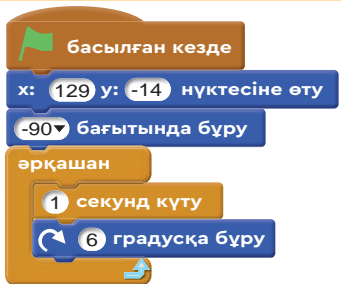 басылған кезде
x: 129 y: -14 нүктесіне өту
-90 бағытында бұру
әрқашан
1 секунд күту
6 градусқа бұру